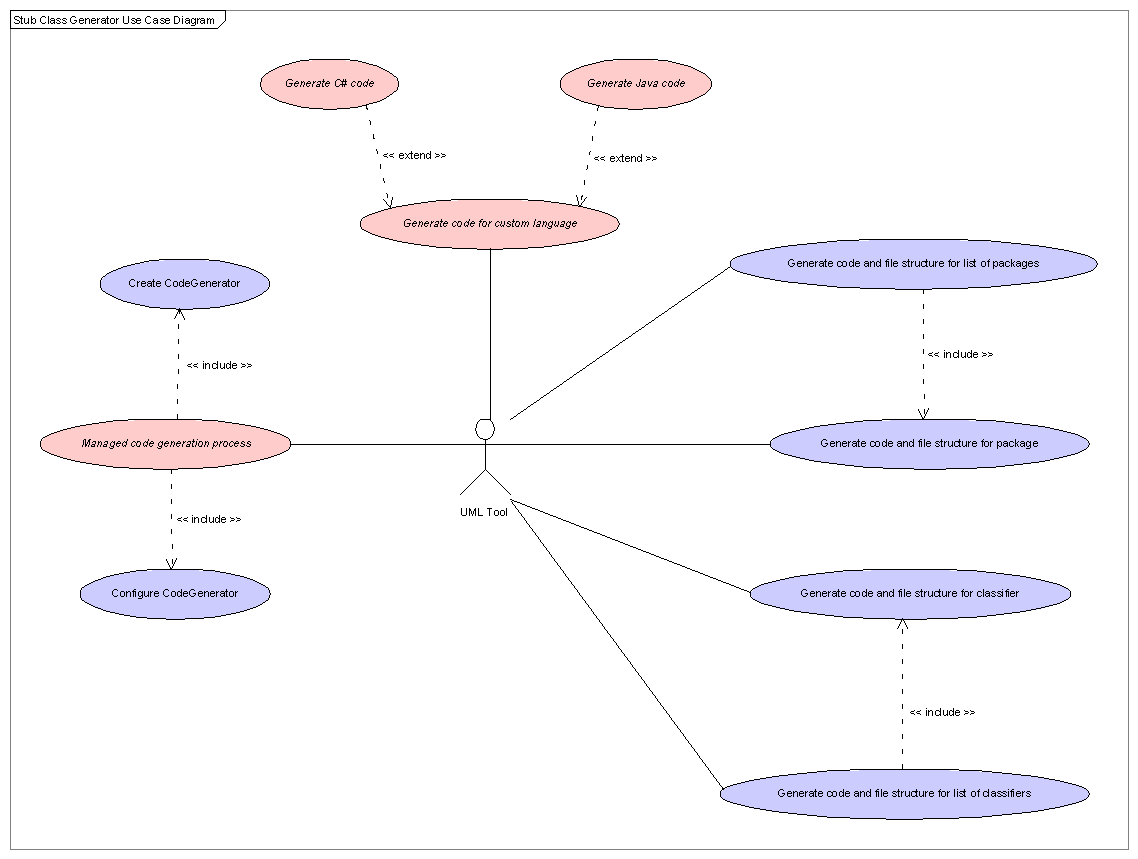 Stub Class Generator Use Case Diagram
Generate C# code
Generate Java code
<< extend >>
<< extend >>
Generate code for custom language
Generate code and file structure for list of packages
Create CodeGenerator
<< include >>
<< include >>
Managed code generation process
Generate code and file structure for package
UML Tool
<< include >>
Configure CodeGenerator
Generate code and file structure for classifier
<< include >>
Generate code and file structure for list of classifiers